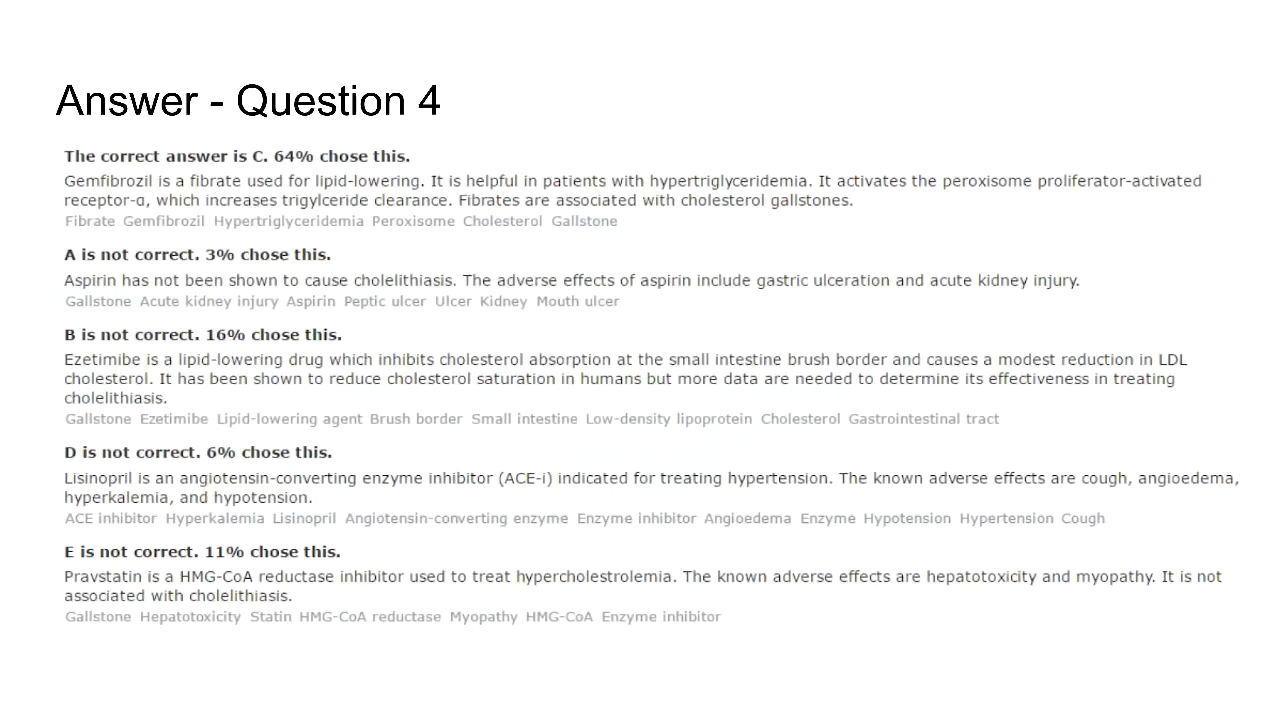 Answer - Question 4
The correct answer is C. 64% chose this.
Gemfibrozil is a fibrate used for lipid-lowering. It is helpful in patients with hypertriglyceridemia. It activates the peroxisome proliferator-activated
receptor-α, which increases trigylceride clearance. Fibrates are associated with cholesterol gallstones.
Fibrate Gemfibrozil Hypertriglyceridemia Peroxisome Cholesterol Gallstone
A is not correct. 3% chose this.
Aspirin has not been shown to cause cholelithiasis. The adverse effects of aspirin include gastric ulceration and acute kidney injury.
Gallstone Acute kidney injury Aspirin Peptic ulcer Ulcer Kidney Mouth ulcer
B is not correct. 16% chose this.
Ezetimibe is a lipid-lowering drug which inhibits cholesterol absorption at the small intestine brush border and causes a modest reduction in LDL
cholesterol. It has been shown to reduce cholesterol saturation in humans but more data are needed to determine its effectiveness in treating
cholelithiasis.
Gallstone Ezetimibe Lipid-lowering agent Brush border Small intestine Low-density lipoprotein Cholesterol Gastrointestinal tract
D is not correct. 6% chose this.
Lisinopril is an angiotensin-converting enzyme inhibitor (ACE-i) indicated for treating hypertension. The known adverse effects are cough, angioedema,
hyperkalemia, and hypotension.
ACE inhibitor Hyperkalemia Lisinopril Angiotensin-converting enzyme Enzyme inhibitor Angioedema Enzyme Hypotension Hypertension Cough
E is not correct. 11% chose this.
Pravstatin is a HMG-CoA reductase inhibitor used to treat hypercholestrolemia. The known adverse effects are hepatotoxicity and myopathy. It is not
associated with cholelithiasis.
Gallstone Hepatotoxicity Statin HMG-CoA reductase Myopathy HMG-CoA Enzyme inhibitor